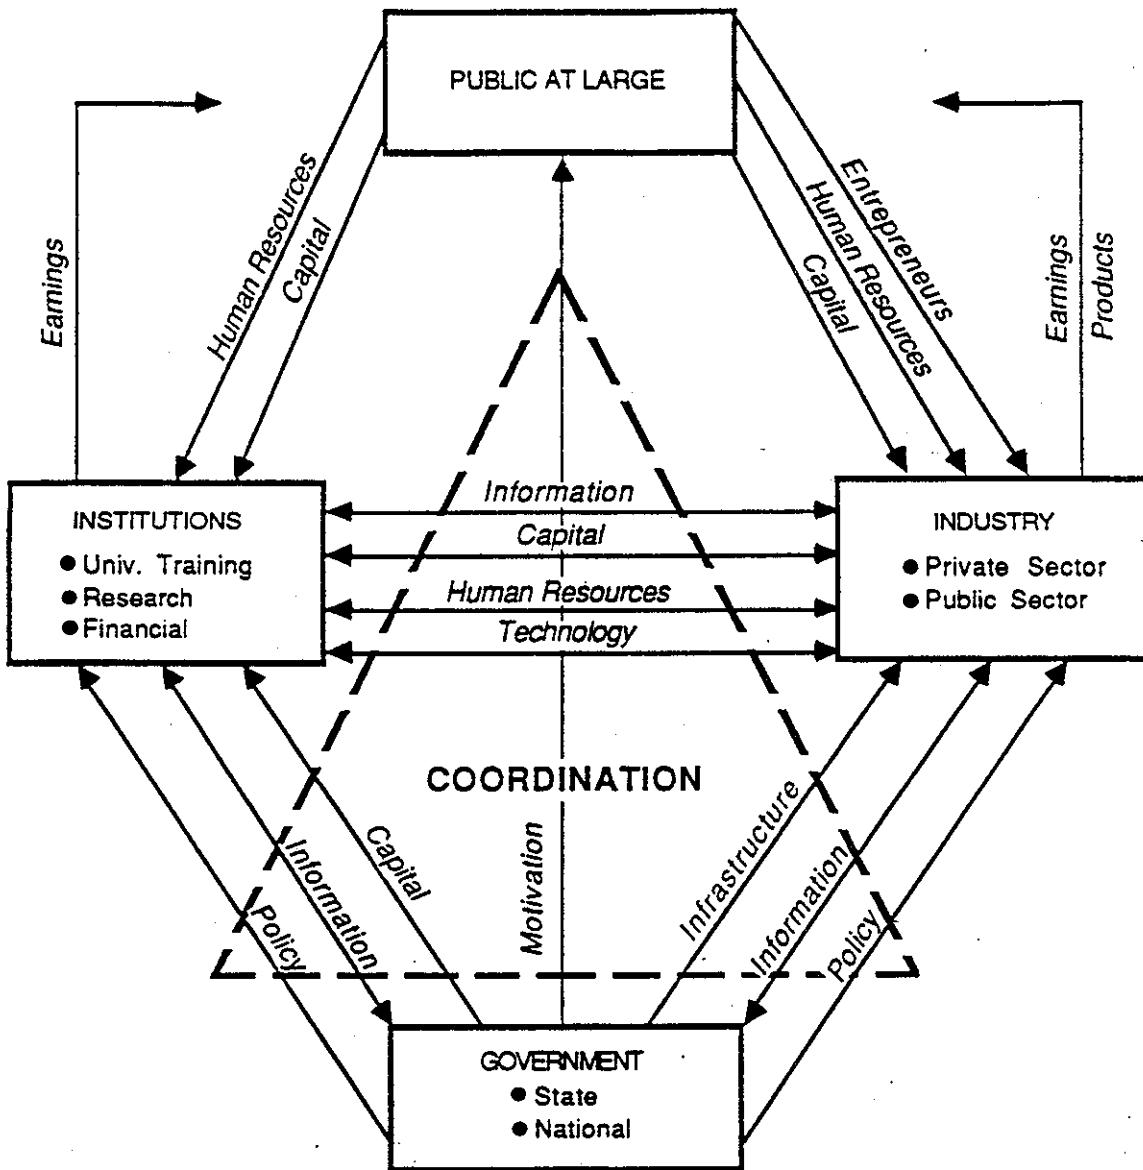 PUBLIC AT LARGE
Earnings
Human Resources
Capital
Capital
Human Resources
Entrepreneurs
Earnings
Products
INSTITUTIONS
● Univ. Training
● Research
● Financial
Information
Capital
Human Resources
Technology
INDUSTRY
● Private Sector
● Public Sector
COORDINATION
Policy
Information
Capital
Motivation
Infrastructure
Information
Policy
GOVERNMENT
● State
● National